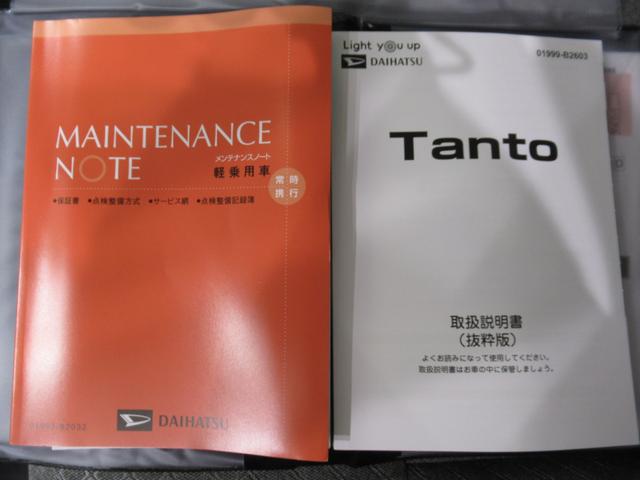 MAINTENANCE
NOTE
メンテナンスノート
軽乗用車
常時
携行
•保証書 •点検整備方式 •サービス網 •点検整備記録簿
01999-B2032
DAIHATSU
Light you up
DAIHATSU
01999-B2603
Tanto
取扱説明書
(抜粋版)
よくお読みになって使用してください。
取扱説明書はお車の中に保管しましょう。